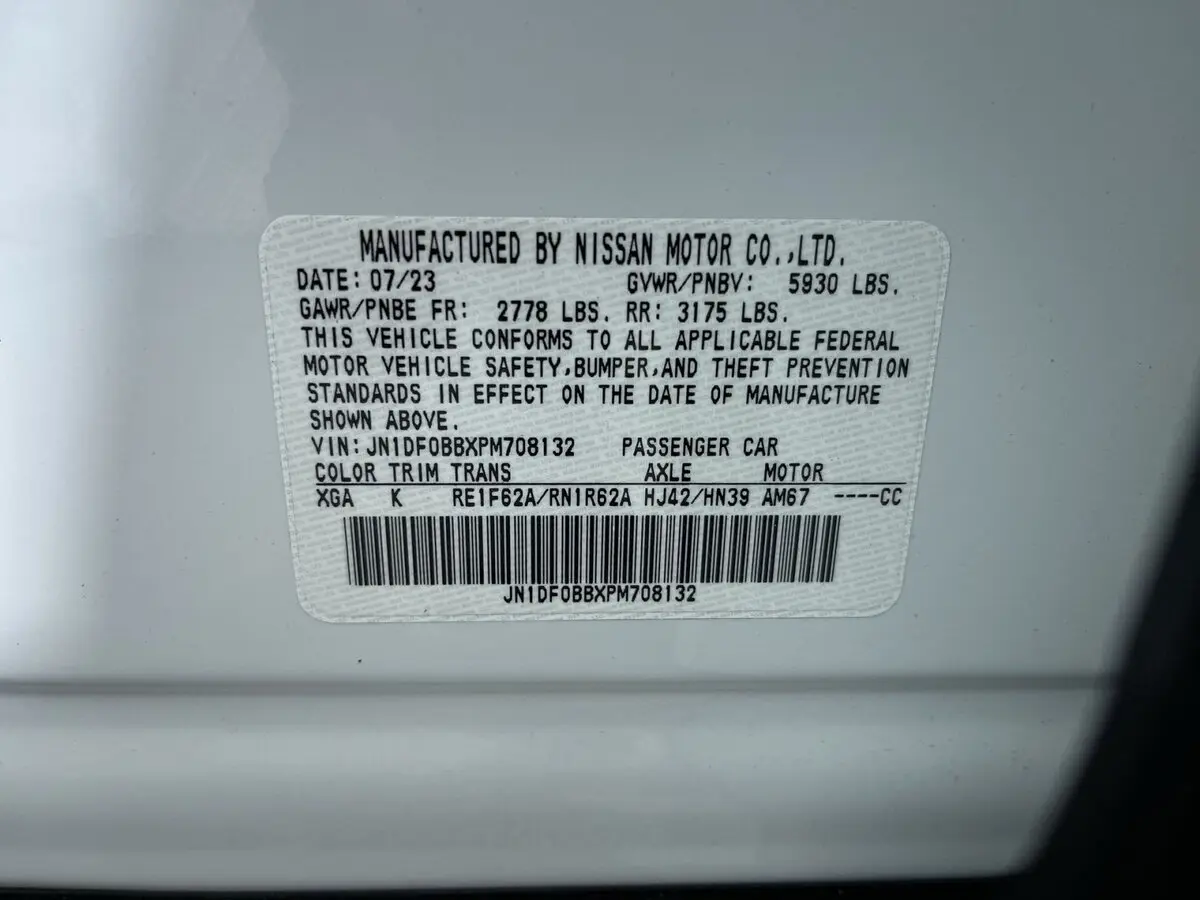 MANUFACTURED BY NISSAN MOTOR CO.,LTD.
DATE: 07/23 GVWR/PNBV: 5930 LBS.
GAWR/PNBE FR: 2778 LBS. RR: 3175 LBS.
THIS VEHICLE CONFORMS TO ALL APPLICABLE FEDERAL
MOTOR VEHICLE SAFETY,BUMPER,AND THEFT PREVENTION
STANDARDS IN EFFECT ON THE DATE OF MANUFACTURE
SHOWN ABOVE.
VIN: JN1DF0BBXPM708132 PASSENGER CAR
COLOR TRIM TRANS AXLE MOTOR
XGA K RE1F62A/RN1R62A HJ42/HN39 AM67 ----CC
JN1DF0BBXPM708132